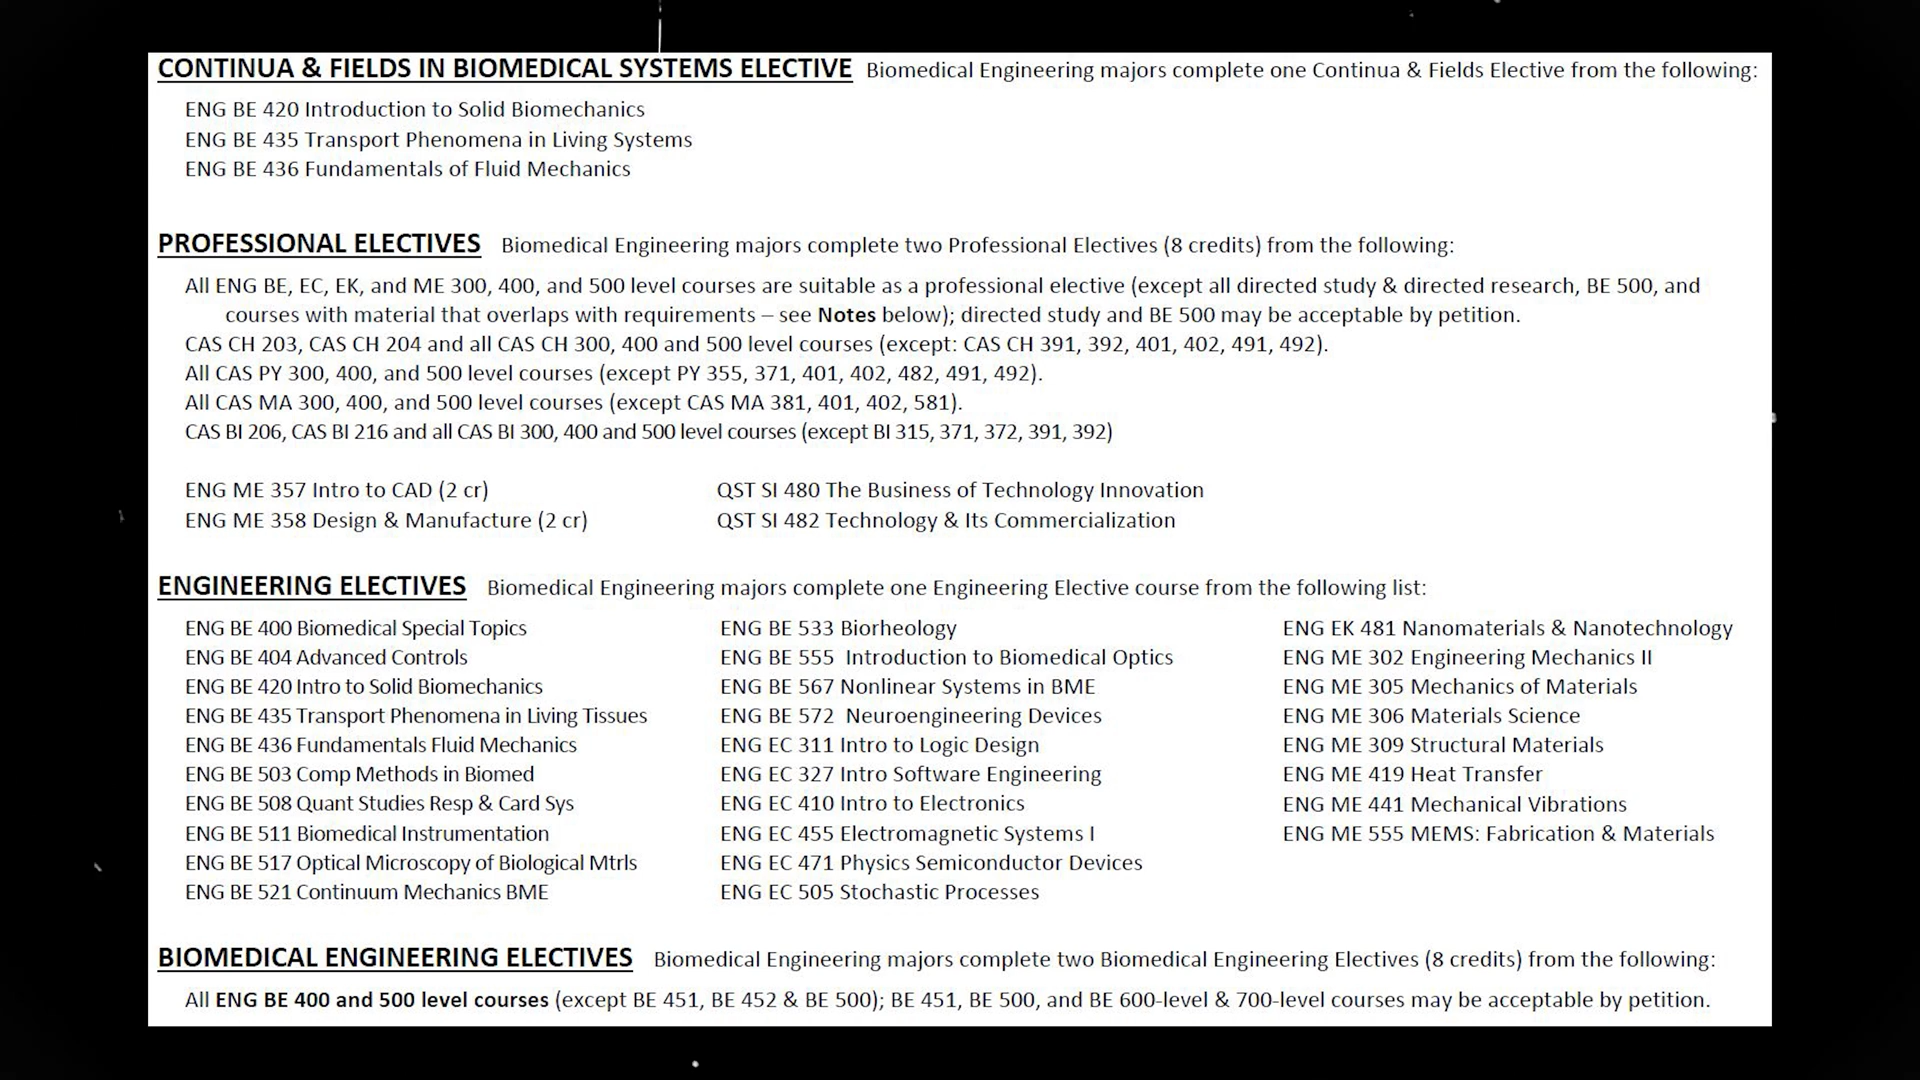 CONTINUA & FIELDS IN BIOMEDICAL SYSTEMS ELECTIVE Biomedical Engineering majors complete one Continua & Fields Elective from the following:
ENG BE 420 Introduction to Solid Biomechanics
ENG BE 435 Transport Phenomena in Living Systems
ENG BE 436 Fundamentals of Fluid Mechanics
PROFESSIONAL ELECTIVES Biomedical Engineering majors complete two Professional Electives (8 credits) from the following:
All ENG BE, EC, EK, and ME 300, 400, and 500 level courses are suitable as a professional elective (except all directed study & directed research, BE 500, and
courses with material that overlaps with requirements – see Notes below); directed study and BE 500 may be acceptable by petition.
CAS CH 203, CAS CH 204 and all CAS CH 300, 400 and 500 level courses (except: CAS CH 391, 392, 401, 402, 491, 492).
All CAS PY 300, 400, and 500 level courses (except PY 355, 371, 401, 402, 482, 491, 492).
All CAS MA 300, 400, and 500 level courses (except CAS MA 381, 401, 402, 581).
CAS BI 206, CAS BI 216 and all CAS BI 300, 400 and 500 level courses (except BI 315, 371, 372, 391, 392)
ENG ME 357 Intro to CAD (2 cr)
ENG ME 358 Design & Manufacture (2 cr)
QST SI 480 The Business of Technology Innovation
QST SI 482 Technology & Its Commercialization
ENGINEERING ELECTIVES Biomedical Engineering majors complete one Engineering Elective course from the following list:
ENG BE 400 Biomedical Special Topics
ENG BE 404 Advanced Controls
ENG BE 420 Intro to Solid Biomechanics
ENG BE 435 Transport Phenomena in Living Tissues
ENG BE 436 Fundamentals Fluid Mechanics
ENG BE 503 Comp Methods in Biomed
ENG BE 508 Quant Studies Resp & Card Sys
ENG BE 511 Biomedical Instrumentation
ENG BE 517 Optical Microscopy of Biological Mtrls
ENG BE 521 Continuum Mechanics BME
ENG BE 533 Biorheology
ENG BE 555 Introduction to Biomedical Optics
ENG BE 567 Nonlinear Systems in BME
ENG BE 572 Neuroengineering Devices
ENG EC 311 Intro to Logic Design
ENG EC 327 Intro Software Engineering
ENG EC 410 Intro to Electronics
ENG EC 455 Electromagnetic Systems I
ENG EC 471 Physics Semiconductor Devices
ENG EC 505 Stochastic Processes
ENG EK 481 Nanomaterials & Nanotechnology
ENG ME 302 Engineering Mechanics II
ENG ME 305 Mechanics of Materials
ENG ME 306 Materials Science
ENG ME 309 Structural Materials
ENG ME 419 Heat Transfer
ENG ME 441 Mechanical Vibrations
ENG ME 555 MEMS: Fabrication & Materials
BIOMEDICAL ENGINEERING ELECTIVES Biomedical Engineering majors complete two Biomedical Engineering Electives (8 credits) from the following:
All ENG BE 400 and 500 level courses (except BE 451, BE 452 & BE 500); BE 451, BE 500, and BE 600-level & 700-level courses may be acceptable by petition.